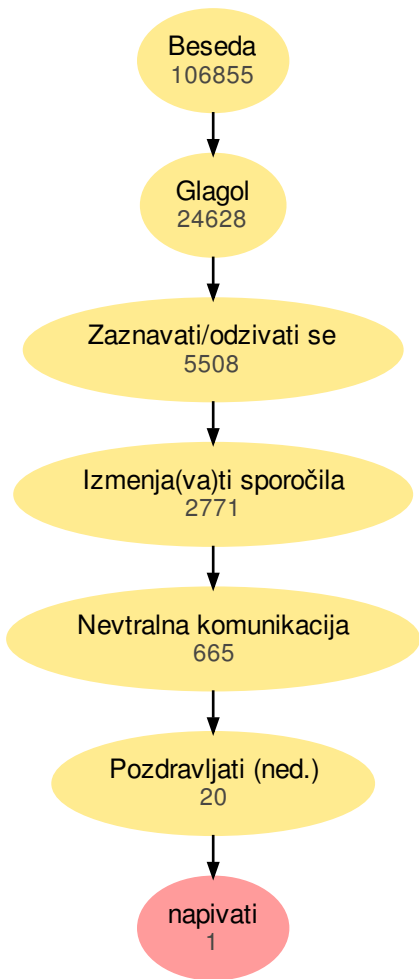 Beseda
106855
Glagol
24628
Zaznavati/odzivati se
5508
Izmenja(va)ti sporočila
2771
Nevtralna komunikacija
665
Pozdravljati (ned.)
20
napivati
1